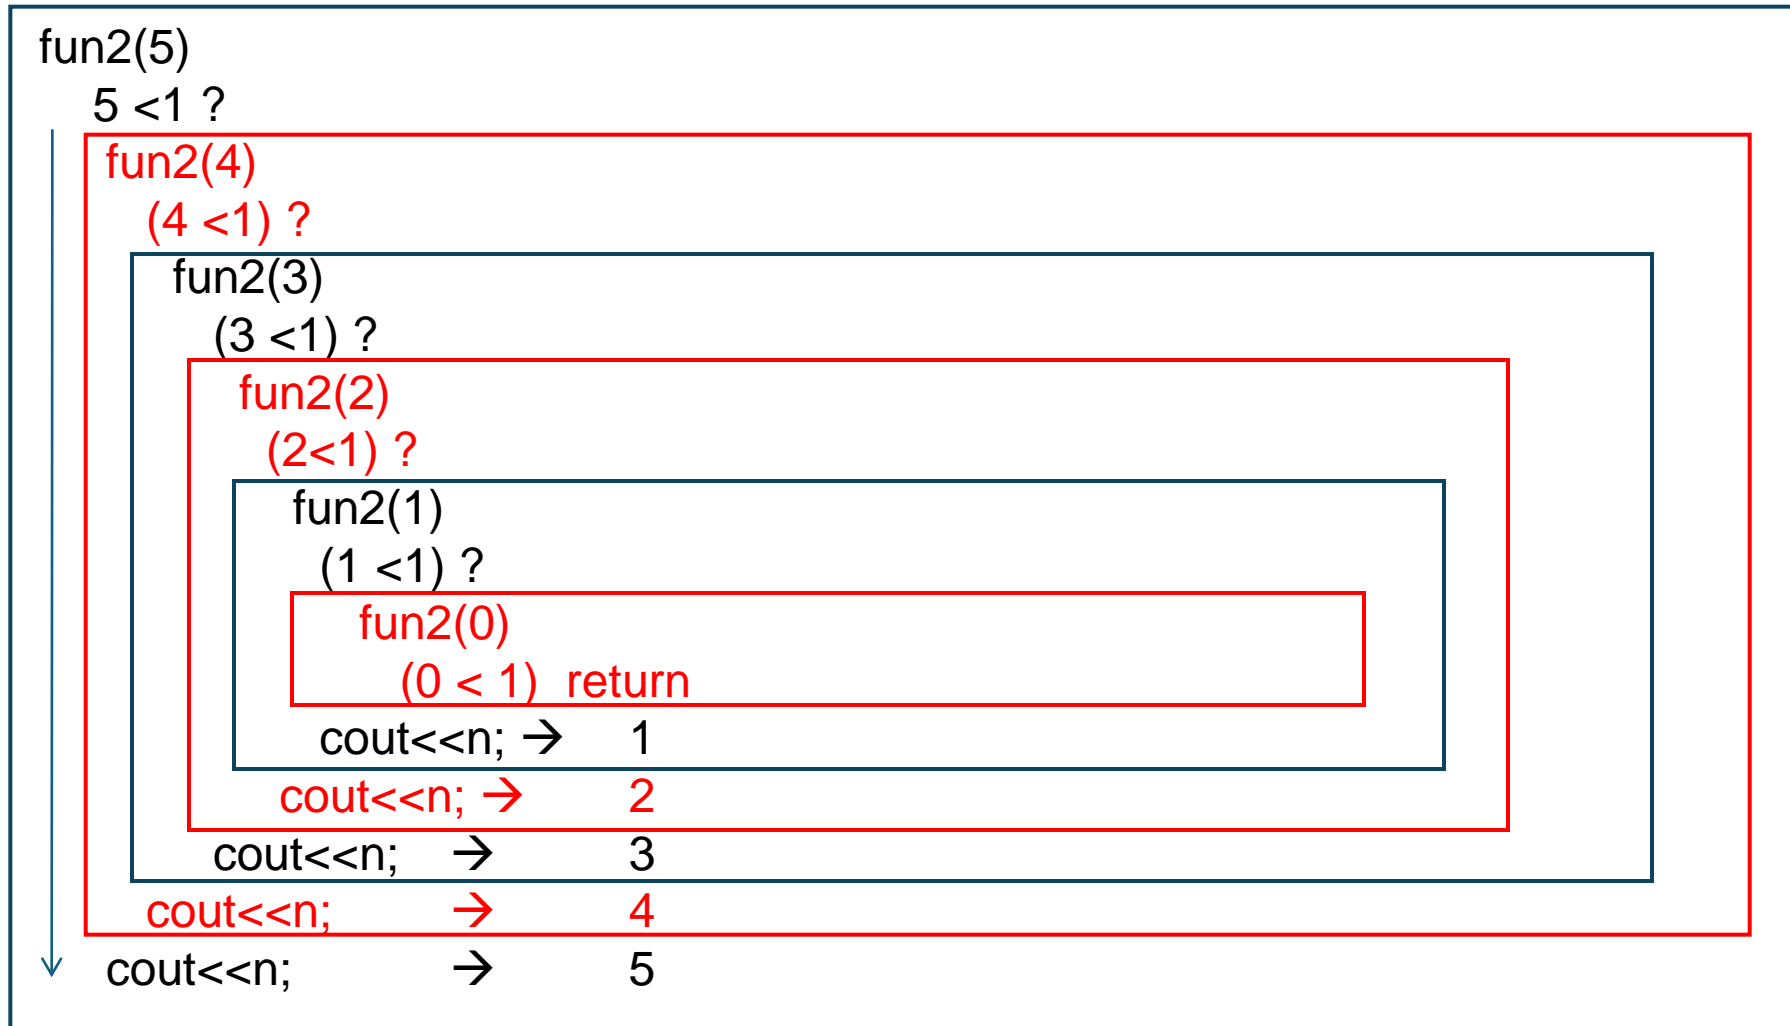 fun2(5)
5 <1 ?
fun2(4)
(4 <1) ?
fun2(3)
(3 <1) ?
fun2(2)
(2<1) ?
fun2(1)
(1 <1) ?
fun2(0)
(0 < 1) return
cout<<n; → 1
cout<<n; → 2
cout<<n; → 3
cout<<n; → 4
cout<<n; → 5